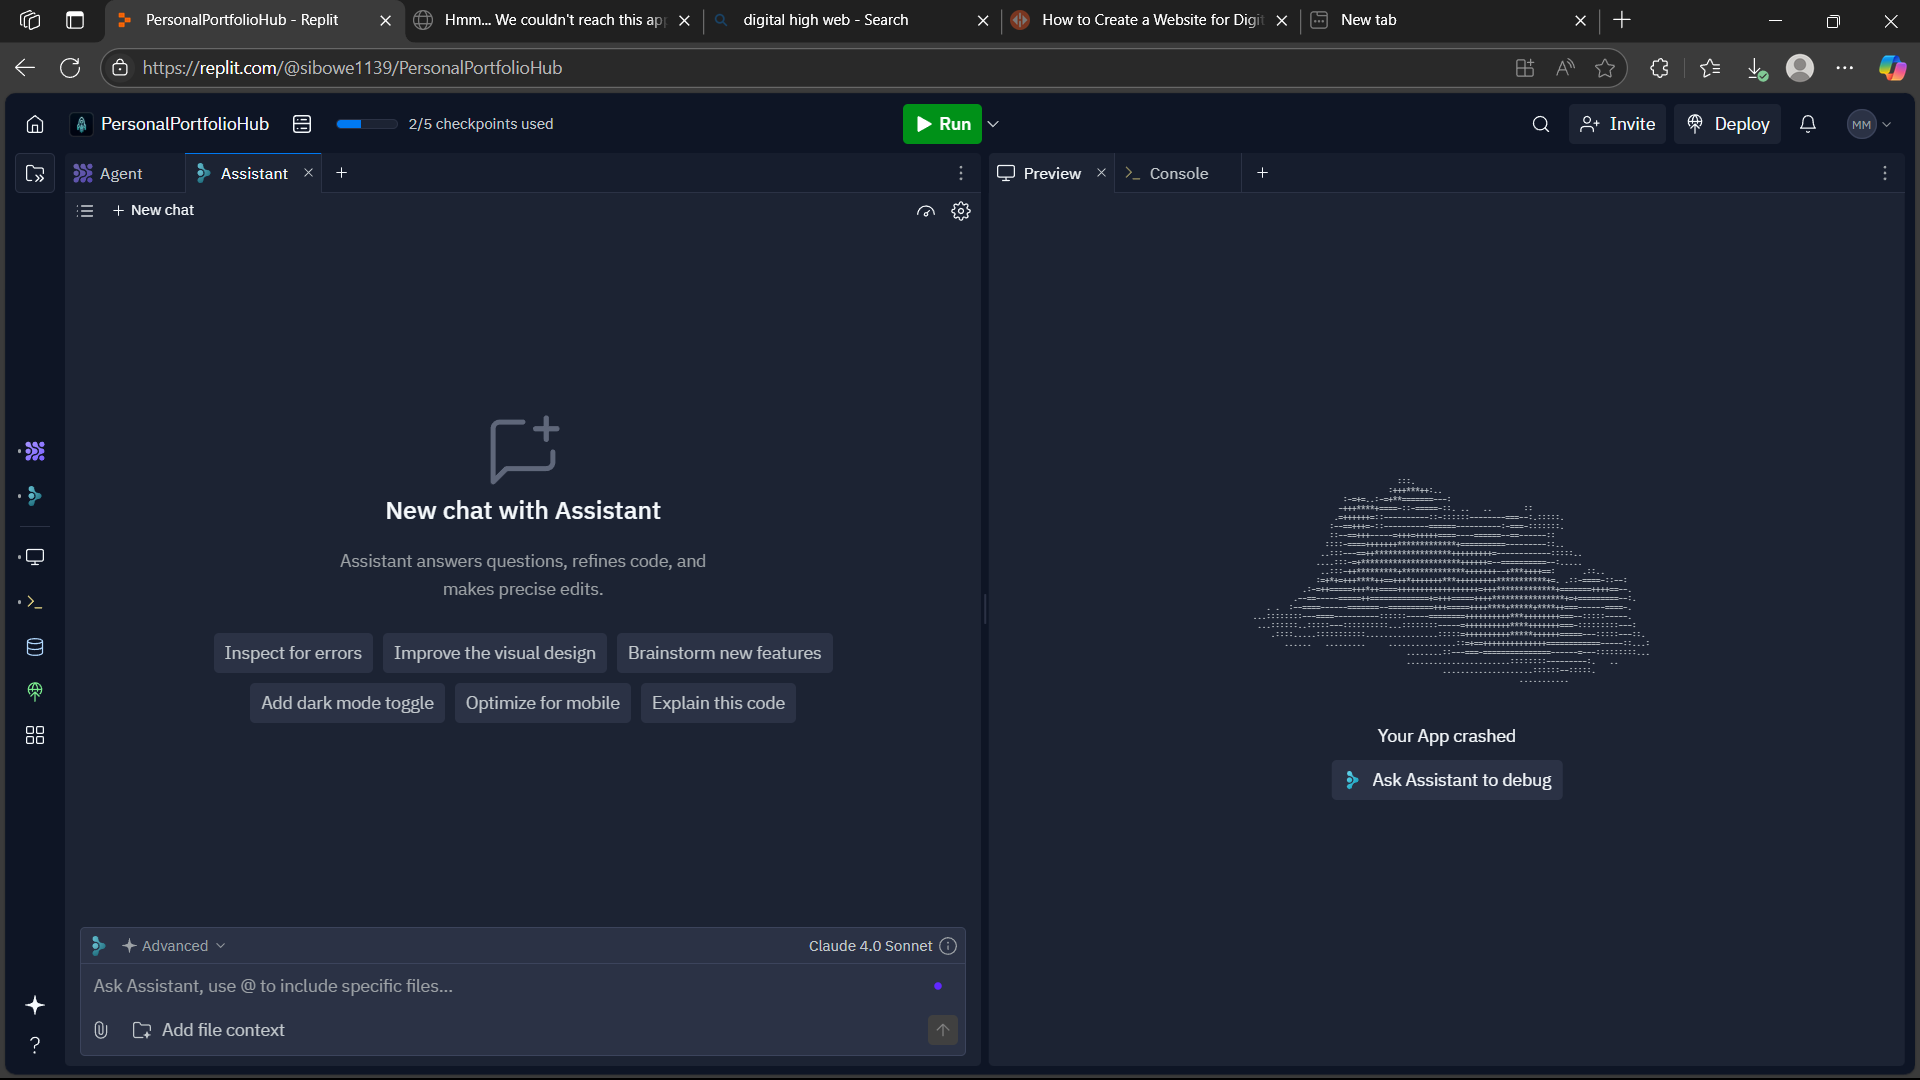 PersonalPortfolioHub - Replit
Hmm... We couldn't reach this ap
digital high web - Search
How to Create a Website for Digit
New tab
https://replit.com/@sibowe1139/PersonalPortfolioHub
PersonalPortfolioHub
2/5 checkpoints used
Run
Invite
Deploy
MM
Agent
Assistant
Preview
Console
New chat
New chat with Assistant
Assistant answers questions, refines code, and
makes precise edits.
Inspect for errors
Improve the visual design
Brainstorm new features
Add dark mode toggle
Optimize for mobile
Explain this code
Your App crashed
Ask Assistant to debug
Advanced
Claude 4.0 Sonnet
Ask Assistant, use @ to include specific files...
Add file context